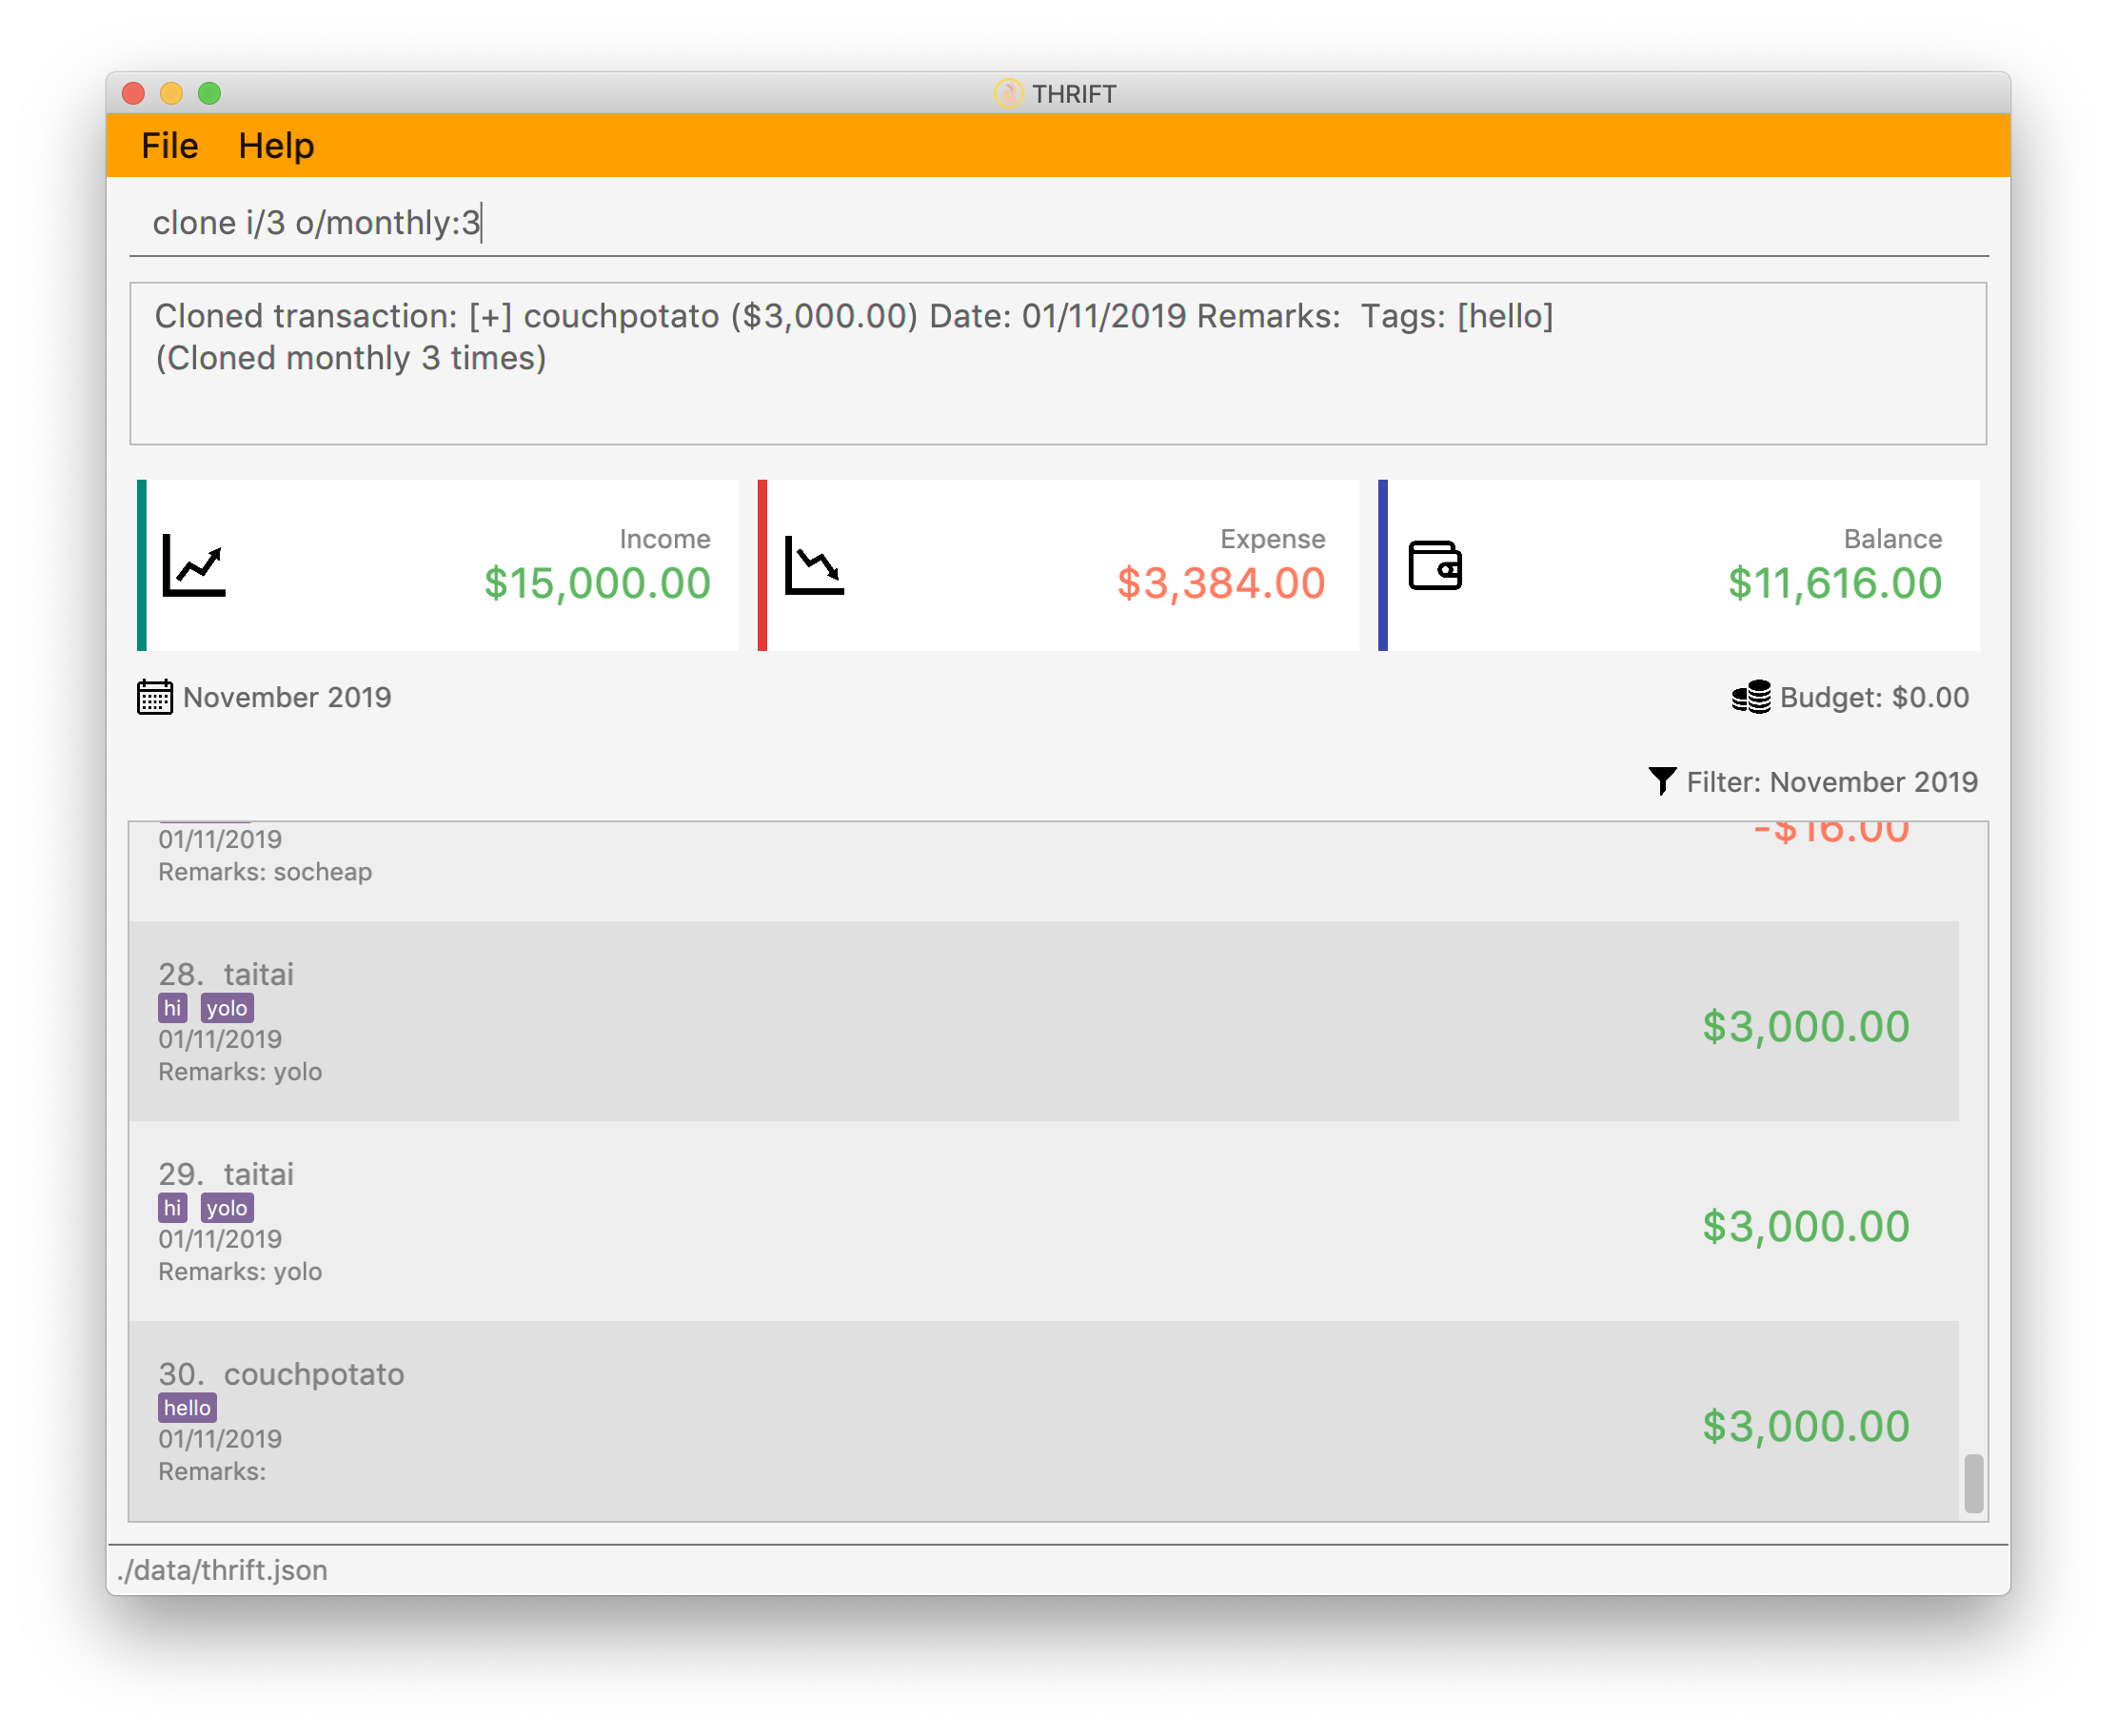 THRIFT
File Help
clone i/3 o/monthly:3
Cloned transaction: [+] couchpotato ($3,000.00) Date: 01/11/2019 Remarks:  Tags: [hello]
(Cloned monthly 3 times)
Income
$15,000.00
Expense
$3,384.00
Balance
$11,616.00
November 2019
Budget: $0.00
Filter: November 2019
01/11/2019
-$16.00
Remarks: socheap
28. taitai
hi yolo
01/11/2019
Remarks: yolo
$3,000.00
29. taitai
hi yolo
01/11/2019
Remarks: yolo
$3,000.00
30. couchpotato
hello
01/11/2019
Remarks:
$3,000.00
./data/thrift.json